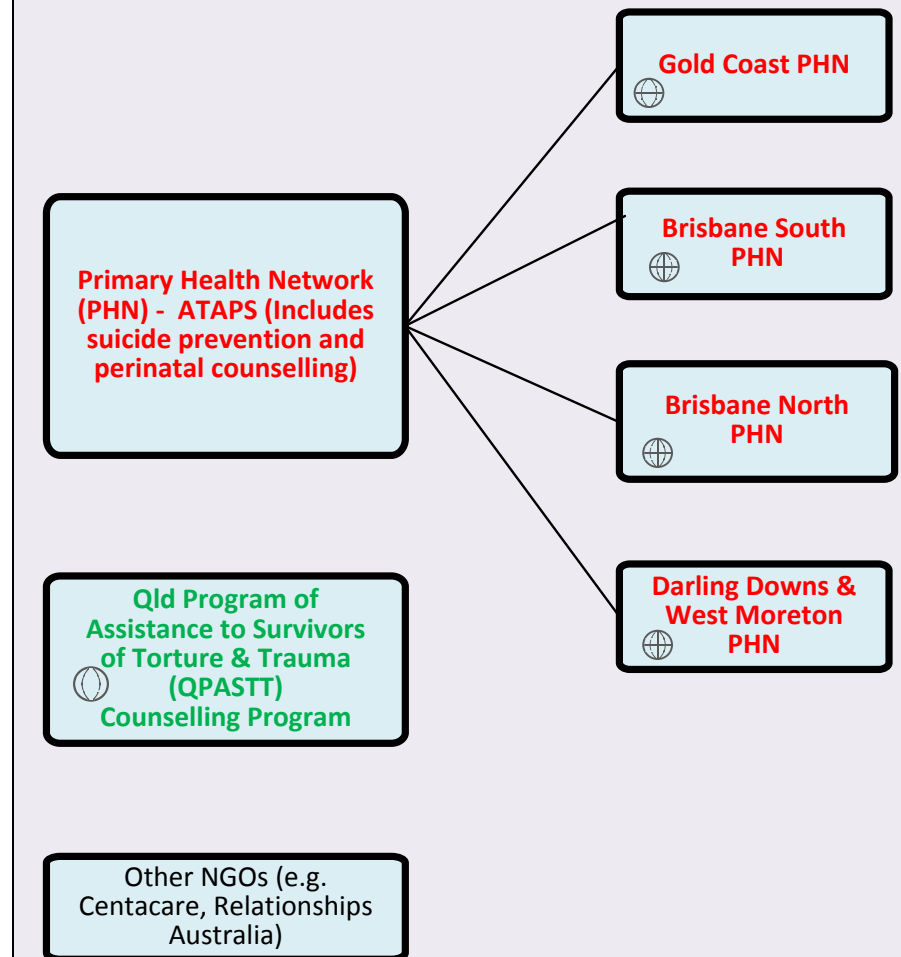 Primary Health Network
(PHN) - ATAPS (Includes
suicide prevention and
perinatal counselling)
Gold Coast PHN
Brisbane South
PHN
Brisbane North
PHN
Darling Downs &
West Moreton
PHN
Qld Program of
Assistance to Survivors
of Torture & Trauma
(QPASTT)
Counselling Program
Other NGOs (e.g.
Centacare, Relationships
Australia)